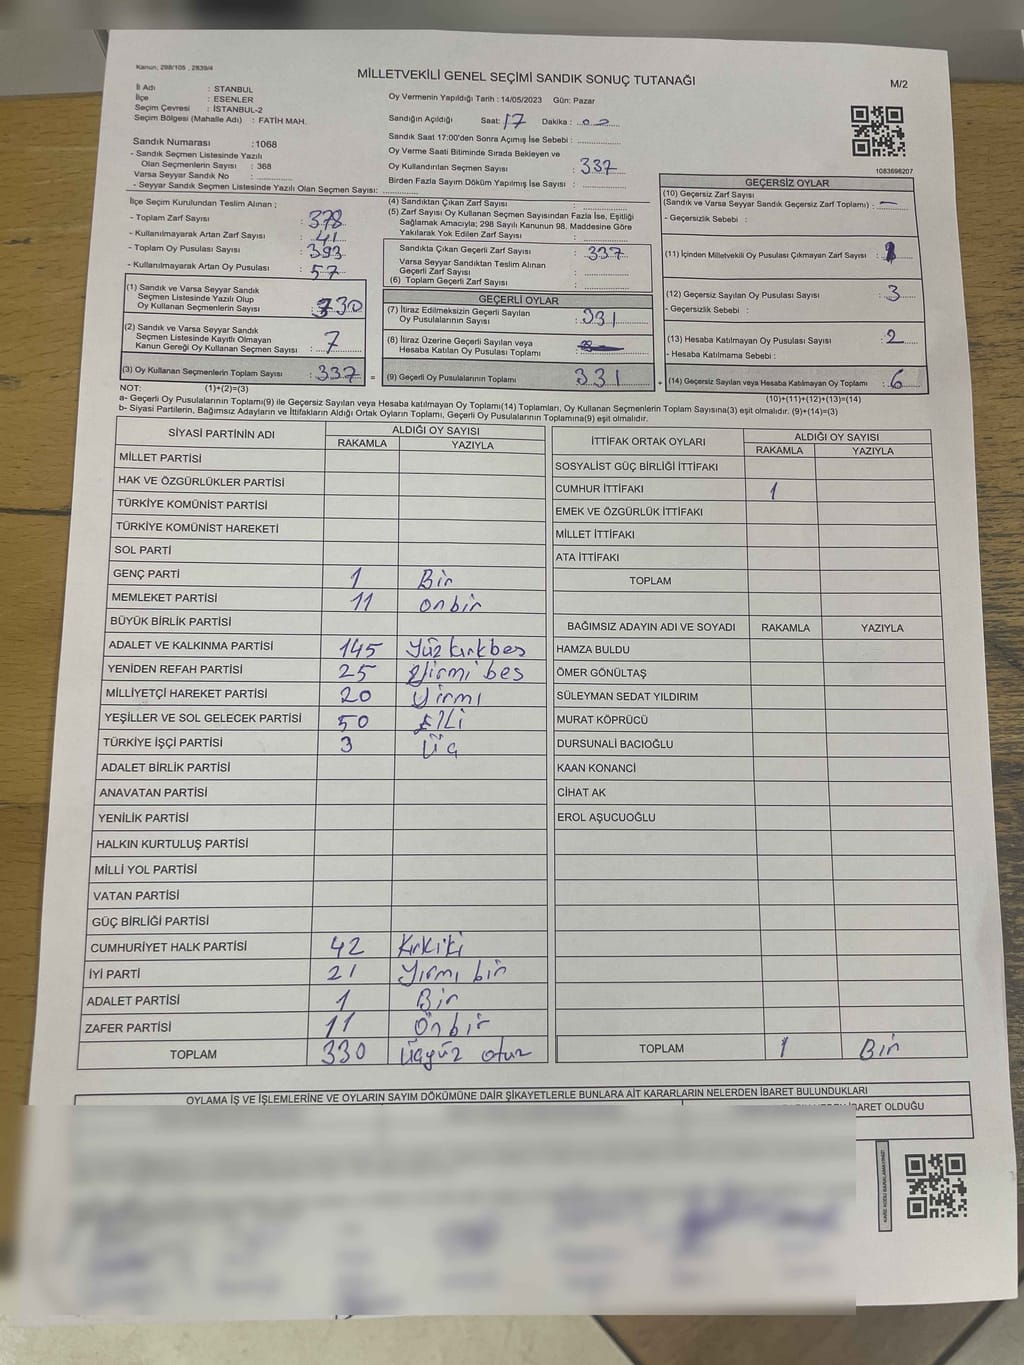 Kanun; 298/105 , 2839/4
MİLLETVEKİLİ GENEL SEÇİMİ SANDIK SONUÇ TUTANAĞI
M/2
İl Adı : STANBUL
İlçe : ESENLER
Seçim Çevresi : İSTANBUL-2
Seçim Bölgesi (Mahalle Adı) : FATİH MAH.
Oy Vermenin Yapıldığı Tarih : 14/05/2023 Gün: Pazar
Sandığın Açıldığı Saat: 17 Dakika : 00
Sandık Saat 17:00'den Sonra Açımış İse Sebebi :
Oy Verme Saati Bitiminde Sırada Bekleyen ve
Oy Kullandırılan Seçmen Sayısı : 337
Birden Fazla Sayım Döküm Yapılmış İse Sayısı :
1083696207
Sandık Numarası : 1068
- Sandık Seçmen Listesinde Yazılı
Olan Seçmenlerin Sayısı : 368
Varsa Seyyar Sandık No :
- Seyyar Sandık Seçmen Listesinde Yazılı Olan Seçmen Sayısı:
İlçe Seçim Kurulundan Teslim Alınan ;
- Toplam Zarf Sayısı : 378
- Kullanılmayarak Artan Zarf Sayısı : 41
- Toplam Oy Pusulası Sayısı : 393
- Kullanılmayarak Artan Oy Pusulası : 57
(1) Sandık ve Varsa Seyyar Sandık
Seçmen Listesinde Yazılı Olup
Oy Kullanan Seçmenlerin Sayısı : 330
(2) Sandık ve Varsa Seyyar Sandık
Seçmen Listesinde Kayıtlı Olmayan
Kanun Gereği Oy Kullanan Seçmen Sayısı : 7
(3) Oy Kullanan Seçmenlerin Toplam Sayısı : 337 =
(4) Sandıktan Çıkan Zarf Sayısı :
(5) Zarf Sayısı Oy Kullanan Seçmen Sayısından Fazla İse, Eşitliği
Sağlamak Amacıyla; 298 Sayılı Kanunun 98. Maddesine Göre
Yakılarak Yok Edilen Zarf Sayısı :
Sandıkta Çıkan Geçerli Zarf Sayısı : 337
Varsa Seyyar Sandıktan Teslim Alınan
Geçerli Zarf Sayısı :
(6) Toplam Geçerli Zarf Sayısı :
GEÇERLİ OYLAR
(7) İtiraz Edilmeksizin Geçerli Sayılan
Oy Pusulalarının Sayısı : 331
(8) İtiraz Üzerine Geçerli Sayılan veya
Hesaba Katılan Oy Pusulası Toplamı :
(9) Geçerli Oy Pusulalarının Toplamı : 331 +
GEÇERSİZ OYLAR
(10) Geçersiz Zarf Sayısı
(Sandık ve Varsa Seyyar Sandık Geçersiz Zarf Toplamı) : —
- Geçersizlik Sebebi :
(11) İçinden Milletvekili Oy Pusulası Çıkmayan Zarf Sayısı : 1
(12) Geçersiz Sayılan Oy Pusulası Sayısı : 3
- Geçersizlik Sebebi :
(13) Hesaba Katılmayan Oy Pusulası Sayısı : 2
- Hesaba Katılmama Sebebi :
(14) Geçersiz Sayılan veya Hesaba Katılmayan Oy Toplamı : 6
NOT: (1)+(2)=(3) (10)+(11)+(12)+(13)=(14)
a- Geçerli Oy Pusulalarının Toplamı(9) ile Geçersiz Sayılan veya Hesaba Katılmayan Oy Toplamı(14) Toplamları, Oy Kullanan Seçmenlerin Toplam Sayısına(3) eşit olmalıdır. (9)+(14)=(3)
b- Siyasi Partilerin, Bağımsız Adayların ve İttifakların Aldığı Ortak Oyların Toplamı, Geçerli Oy Pusulalarının Toplamına(9) eşit olmalıdır.
SİYASİ PARTİNİN ADI ALDIĞI OY SAYISI
RAKAMLA YAZIYLA
MİLLET PARTİSİ
HAK VE ÖZGÜRLÜKLER PARTİSİ
TÜRKİYE KOMÜNİST PARTİSİ
TÜRKİYE KOMÜNİST HAREKETİ
SOL PARTİ
GENÇ PARTİ 1 Bir
MEMLEKET PARTİSİ 11 onbir
BÜYÜK BİRLİK PARTİSİ
ADALET VE KALKINMA PARTİSİ 145 Yüz kırkbes
YENİDEN REFAH PARTİSİ 25 Yirmi bes
MİLLİYETÇİ HAREKET PARTİSİ 20 Yirmi
YEŞİLLER VE SOL GELECEK PARTİSİ 50 Elli
TÜRKİYE İŞÇİ PARTİSİ 3 Üç
ADALET BİRLİK PARTİSİ
ANAVATAN PARTİSİ
YENİLİK PARTİSİ
HALKIN KURTULUŞ PARTİSİ
MİLLİ YOL PARTİSİ
VATAN PARTİSİ
GÜÇ BİRLİĞİ PARTİSİ
CUMHURİYET HALK PARTİSİ 42 Kırkiki
İYİ PARTİ 21 Yirmi bir
ADALET PARTİSİ 1 Bir
ZAFER PARTİSİ 11 Onbir
TOPLAM 330 Üçyüz otuz
İTTİFAK ORTAK OYLARI ALDIĞI OY SAYISI
RAKAMLA YAZIYLA
SOSYALİST GÜÇ BİRLİĞİ İTTİFAKI
CUMHUR İTTİFAKI 1
EMEK VE ÖZGÜRLÜK İTTİFAKI
MİLLET İTTİFAKI
ATA İTTİFAKI
TOPLAM
BAĞIMSIZ ADAYIN ADI VE SOYADI RAKAMLA YAZIYLA
HAMZA BULDU
ÖMER GÖNÜLTAŞ
SÜLEYMAN SEDAT YILDIRIM
MURAT KÖPRÜCÜ
DURSUNALİ BACIOĞLU
KAAN KONANCİ
CİHAT AK
EROL AŞUCUOĞLU
TOPLAM 1 Bir
OYLAMA İŞ VE İŞLEMLERİNE VE OYLARIN SAYIM DÖKÜMÜNE DAİR ŞİKAYETLERLE BUNLARA AİT KARARLARIN NELERDEN İBARET BULUNDUKLARI
İBARET OLDUĞU